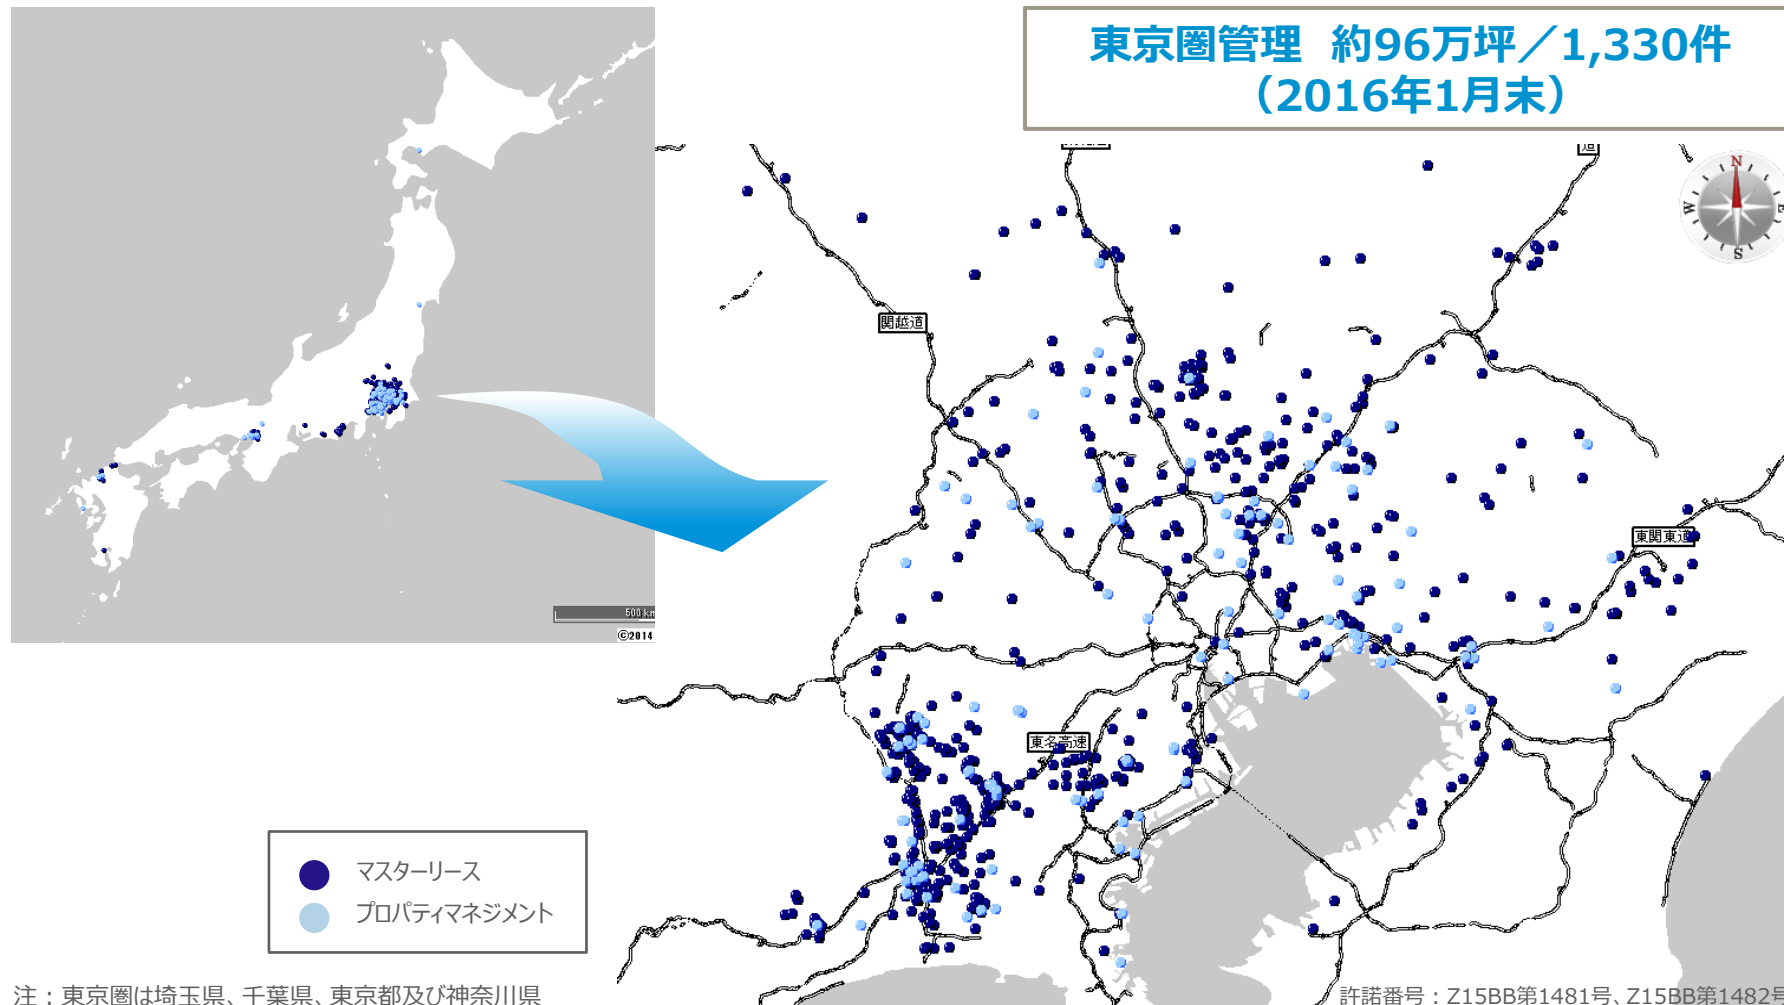 東京圏管理 約96万坪／1,330件
（2016年1月末）
道
N
W
E
S
関越道
500 km
©2014
東関東道
東名高速
マスターリース
プロパティマネジメント
注：東京圏は埼玉県、千葉県、東京都及び神奈川県
許諾番号：Z15BB第1481号、Z15BB第1482号